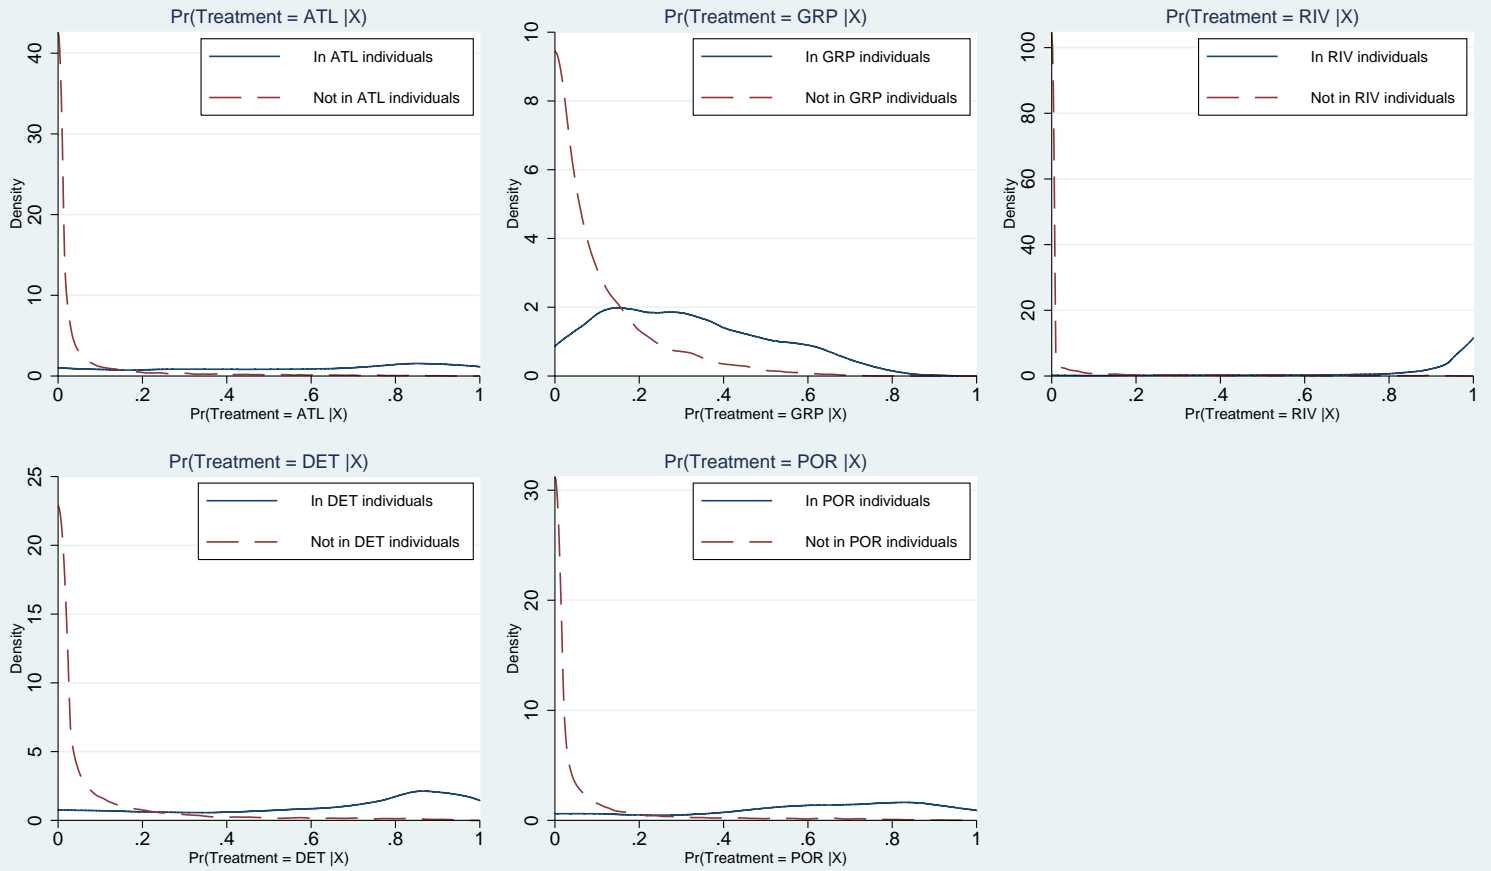 Pr(Treatment = ATL |X)
In ATL individuals
Not in ATL individuals
Density
40
30
20
10
0
0 .2 .4 .6 .8 1
Pr(Treatment = ATL |X)
Pr(Treatment = GRP |X)
In GRP individuals
Not in GRP individuals
Density
10
8
6
4
2
0
0 .2 .4 .6 .8 1
Pr(Treatment = GRP |X)
Pr(Treatment = RIV |X)
In RIV individuals
Not in RIV individuals
Density
100
80
60
40
20
0
0 .2 .4 .6 .8 1
Pr(Treatment = RIV |X)
Pr(Treatment = DET |X)
In DET individuals
Not in DET individuals
Density
25
20
15
10
5
0
0 .2 .4 .6 .8 1
Pr(Treatment = DET |X)
Pr(Treatment = POR |X)
In POR individuals
Not in POR individuals
Density
30
20
10
0
0 .2 .4 .6 .8 1
Pr(Treatment = POR |X)